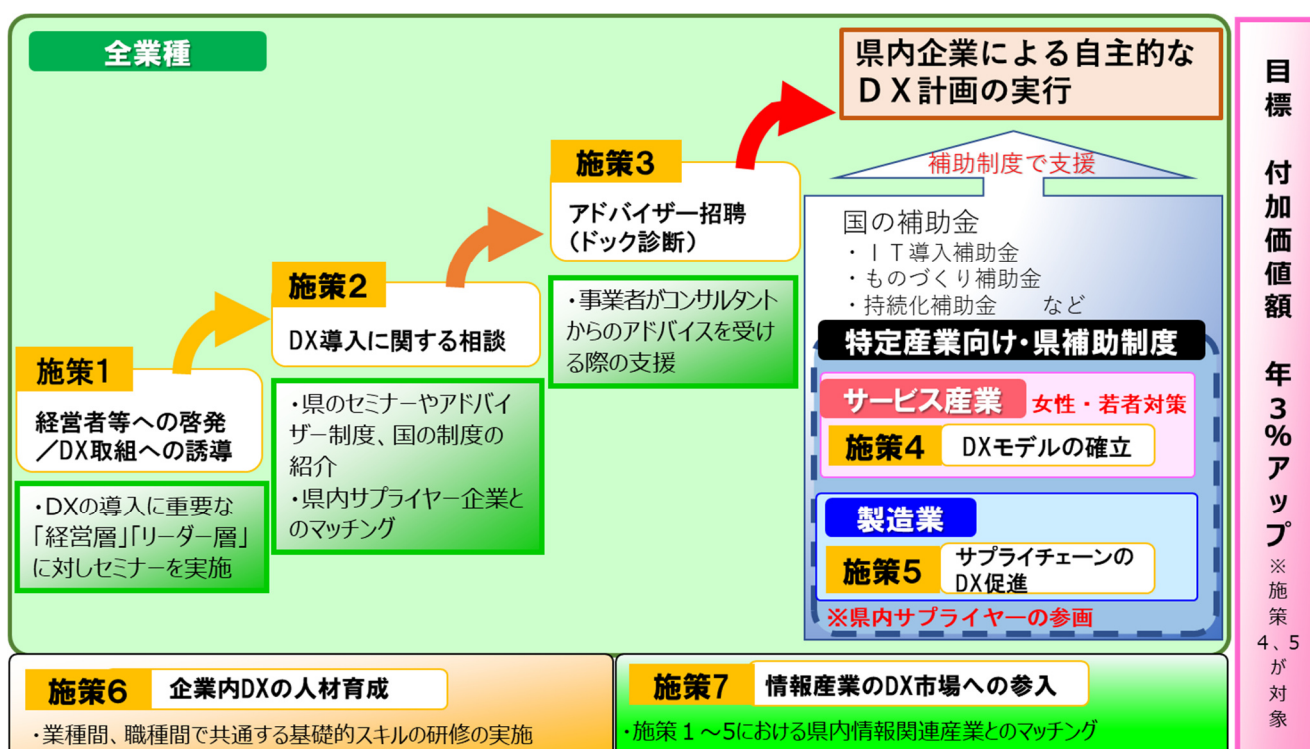 全業種
県内企業による自主的な
ＤＸ計画の実行
補助制度で支援
施策1
経営者等への啓発
／DX取組への誘導
・DXの導入に重要な
「経営層」「リーダー層」
に対しセミナーを実施
施策2
DX導入に関する相談
・県のセミナーやアドバイ
ザー制度、国の制度の
紹介
・県内サプライヤー企業と
のマッチング
施策3
アドバイザー招聘
（ドック診断）
・事業者がコンサルタント
からのアドバイスを受け
る際の支援
国の補助金
・ＩＴ導入補助金
・ものづくり補助金
・持続化補助金　など
特定産業向け・県補助制度
サービス産業 女性・若者対策
施策4 DXモデルの確立
製造業
施策5 サプライチェーンの
DX促進
※県内サプライヤーの参画
施策6 企業内DXの人材育成
・業種間、職種間で共通する基礎的スキルの研修の実施
施策7 情報産業のDX市場への参入
・施策１～5における県内情報関連産業とのマッチング
目標　付加価値額　年３％アップ※施策４、５が対象